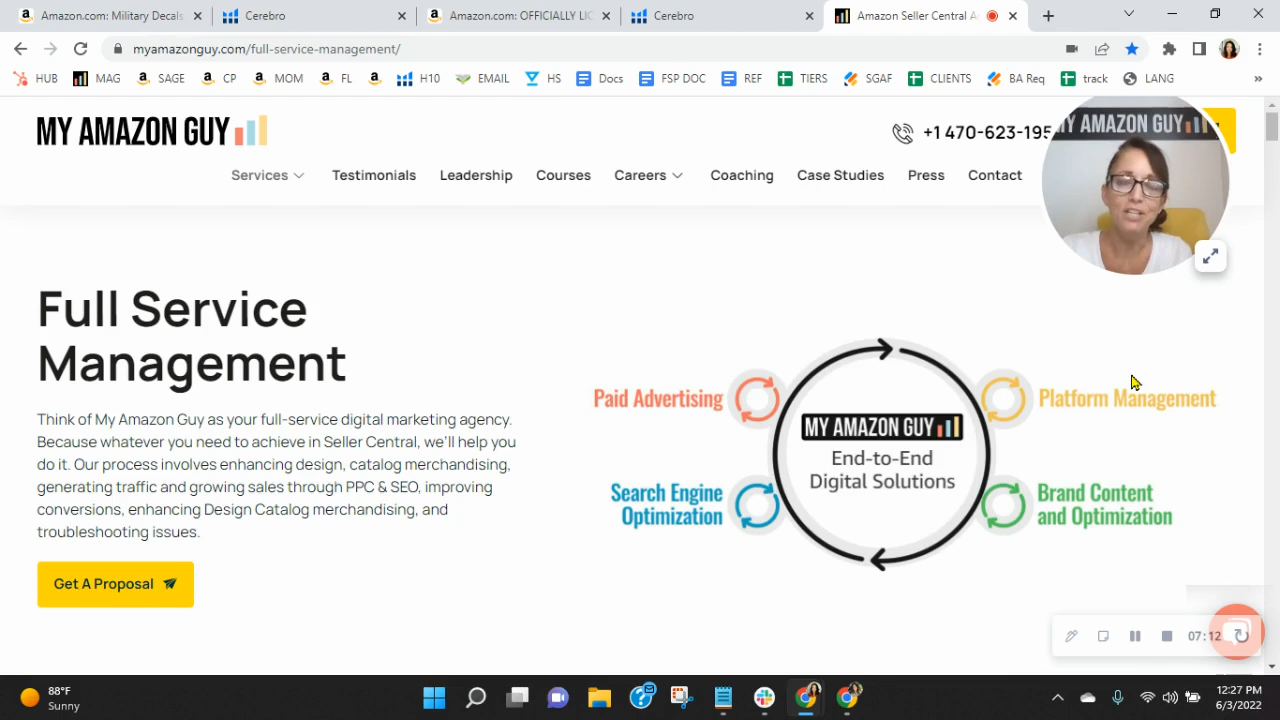 Amazon.com: Military Decals
Cerebro
Amazon.com: OFFICIALLY LIC
Cerebro
Amazon Seller Central A
myamazonguy.com/full-service-management/
HUB
MAG
SAGE
CP
MOM
FL
H10
EMAIL
HS
Docs
FSP DOC
REF
TIERS
SGAF
CLIENTS
BA Req
track
LANG
MY AMAZON GUY
+1 470-623-195
MY AMAZON GUY
Services
Testimonials
Leadership
Courses
Careers
Coaching
Case Studies
Press
Contact
Full Service
Management
Think of My Amazon Guy as your full-service digital marketing agency.
Because whatever you need to achieve in Seller Central, we'll help you
do it. Our process involves enhancing design, catalog merchandising,
generating traffic and growing sales through PPC & SEO, improving
conversions, enhancing Design Catalog merchandising, and
troubleshooting issues.
Get A Proposal
Paid Advertising
Platform Management
MY AMAZON GUY
End-to-End
Digital Solutions
Search Engine
Optimization
Brand Content
and Optimization
07:12
88°F
Sunny
12:27 PM
6/3/2022